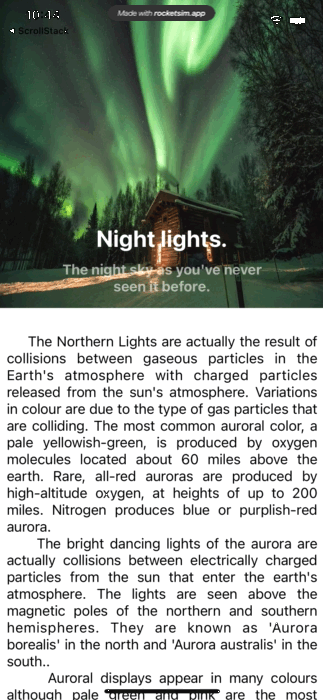 Made with rocketsim.app
10:15
ScrollStack
Night lights.
The night sky as you've never
seen it before.
The Northern Lights are actually the result of
collisions between gaseous particles in the
Earth's atmosphere with charged particles
released from the sun's atmosphere. Variations
in colour are due to the type of gas particles that
are colliding. The most common auroral color, a
pale yellowish-green, is produced by oxygen
molecules located about 60 miles above the
earth. Rare, all-red auroras are produced by
high-altitude oxygen, at heights of up to 200
miles. Nitrogen produces blue or purplish-red
aurora.
The bright dancing lights of the aurora are
actually collisions between electrically charged
particles from the sun that enter the earth's
atmosphere. The lights are seen above the
magnetic poles of the northern and southern
hemispheres. They are known as 'Aurora
borealis' in the north and 'Aurora australis' in the
south..
Auroral displays appear in many colours
although pale green and pink are the most